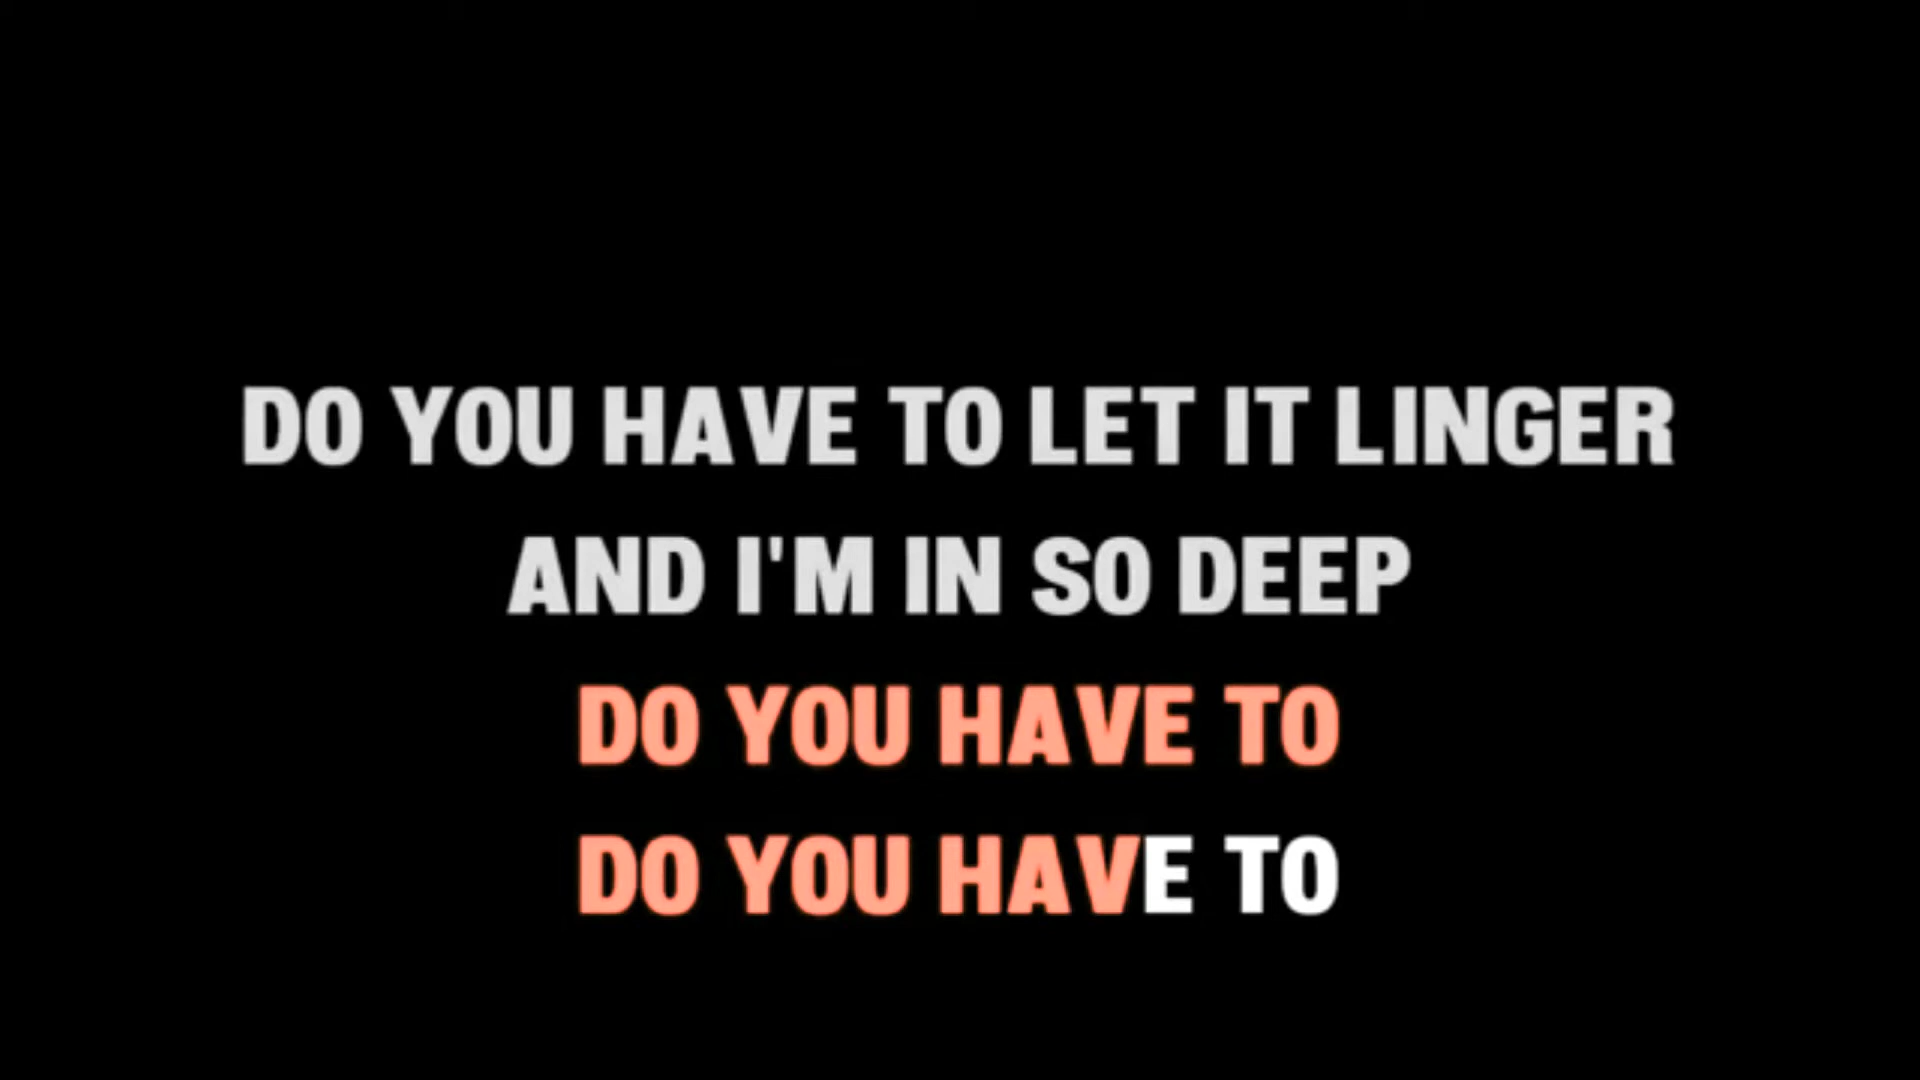 DO YOU HAVE TO LET IT LINGER
AND I'M IN SO DEEP
DO YOU HAVE TO
DO YOU HAVE TO